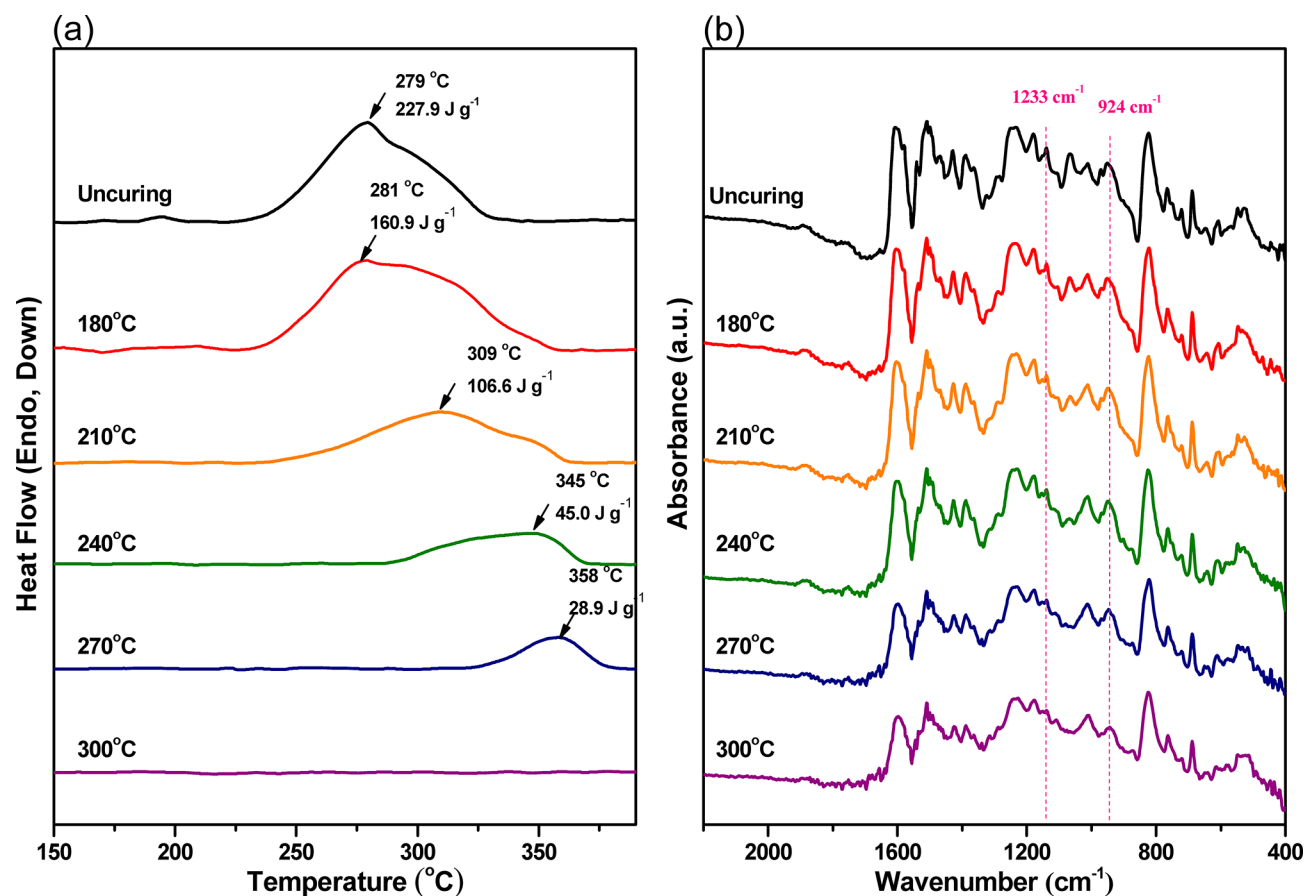 (a)
279 °C
227.9 J g⁻¹
Uncuring
281 °C
160.9 J g⁻¹
180°C
309 °C
106.6 J g⁻¹
210°C
345 °C
45.0 J g⁻¹
240°C
358 °C
28.9 J g⁻¹
270°C
300°C
Heat Flow (Endo, Down)
150 200 250 300 350
Temperature (°C)
(b)
1233 cm⁻¹ 924 cm⁻¹
Uncuring
180°C
210°C
240°C
270°C
300°C
Absorbance (a.u.)
2000 1600 1200 800 400
Wavenumber (cm⁻¹)